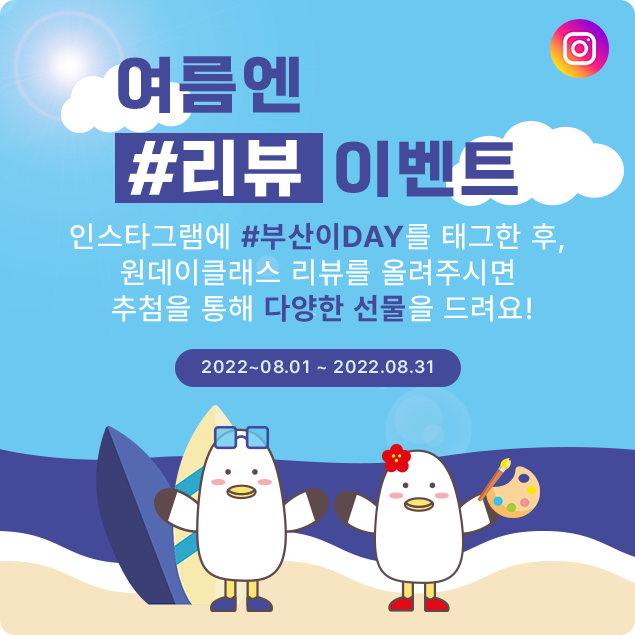 여름엔
#리뷰 이벤트
인스타그램에 #부산이DAY를 태그한 후,
원데이클래스 리뷰를 올려주시면
추첨을 통해 다양한 선물을 드려요!
2022~08.01 ~ 2022.08.31